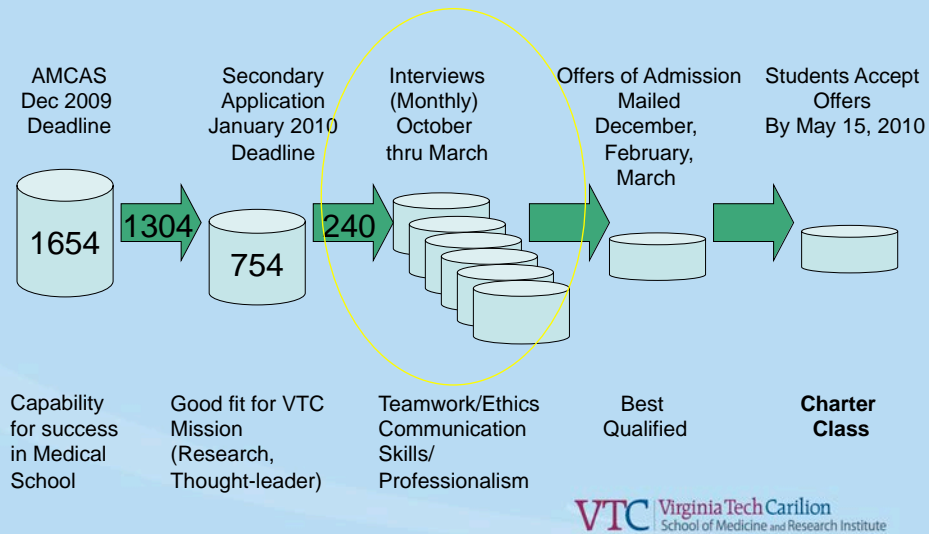 AMCAS
Dec 2009
Deadline
Secondary
Application
January 2010
Deadline
Interviews
(Monthly)
October
thru March
Offers of Admission
Mailed
December,
February,
March
Students Accept
Offers
By May 15, 2010
1654
1304
754
240
Capability
for success
in Medical
School
Good fit for VTC
Mission
(Research,
Thought-leader)
Teamwork/Ethics
Communication
Skills/
Professionalism
Best
Qualified
Charter
Class
VTC Virginia Tech Carilion
School of Medicine and Research Institute